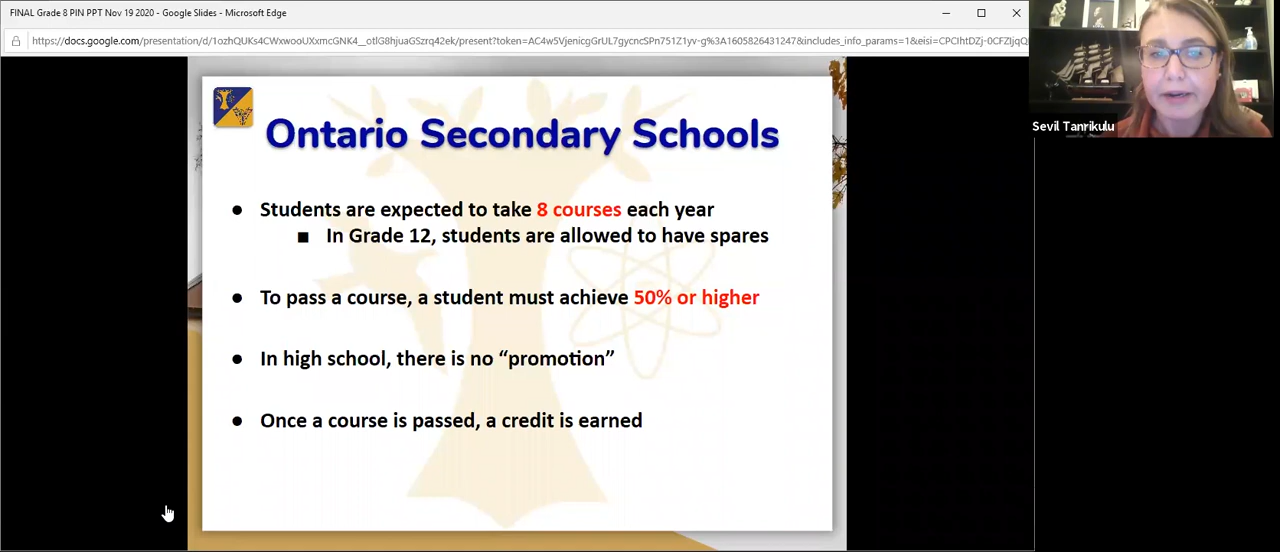 FINAL Grade 8 PIN PPT Nov 19 2020 - Google Slides - Microsoft Edge
Sevil Tanrikulu
Ontario Secondary Schools
● Students are expected to take 8 courses each year
■ In Grade 12, students are allowed to have spares
● To pass a course, a student must achieve 50% or higher
● In high school, there is no “promotion”
● Once a course is passed, a credit is earned